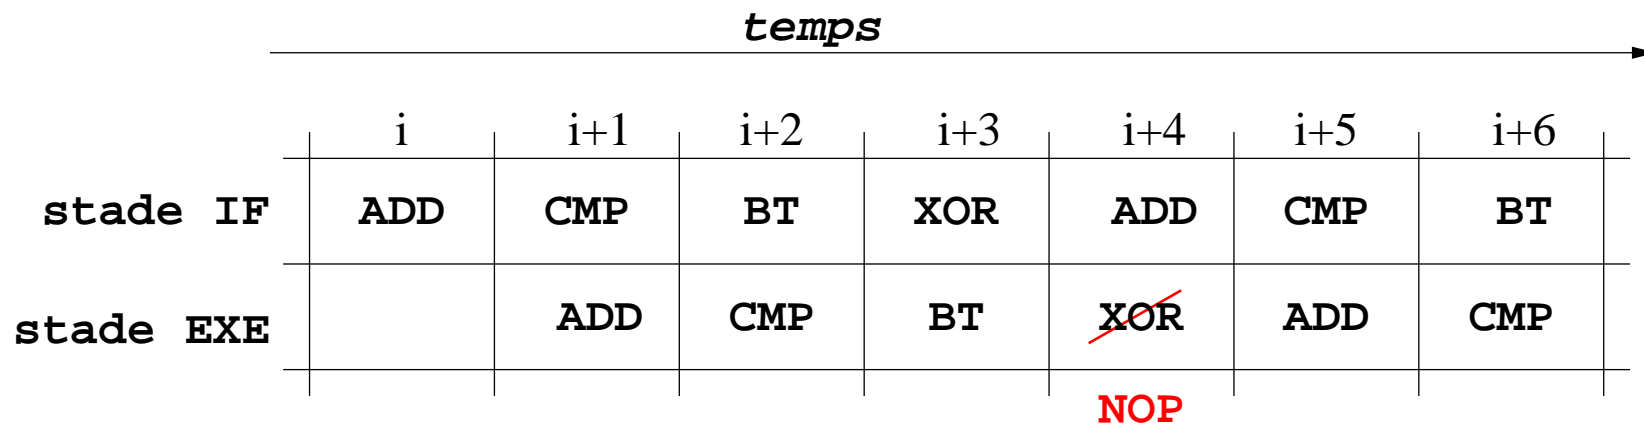 temps
i i+1 i+2 i+3 i+4 i+5 i+6
stade IF ADD CMP BT XOR ADD CMP BT
stade EXE ADD CMP BT XOR ADD CMP
NOP